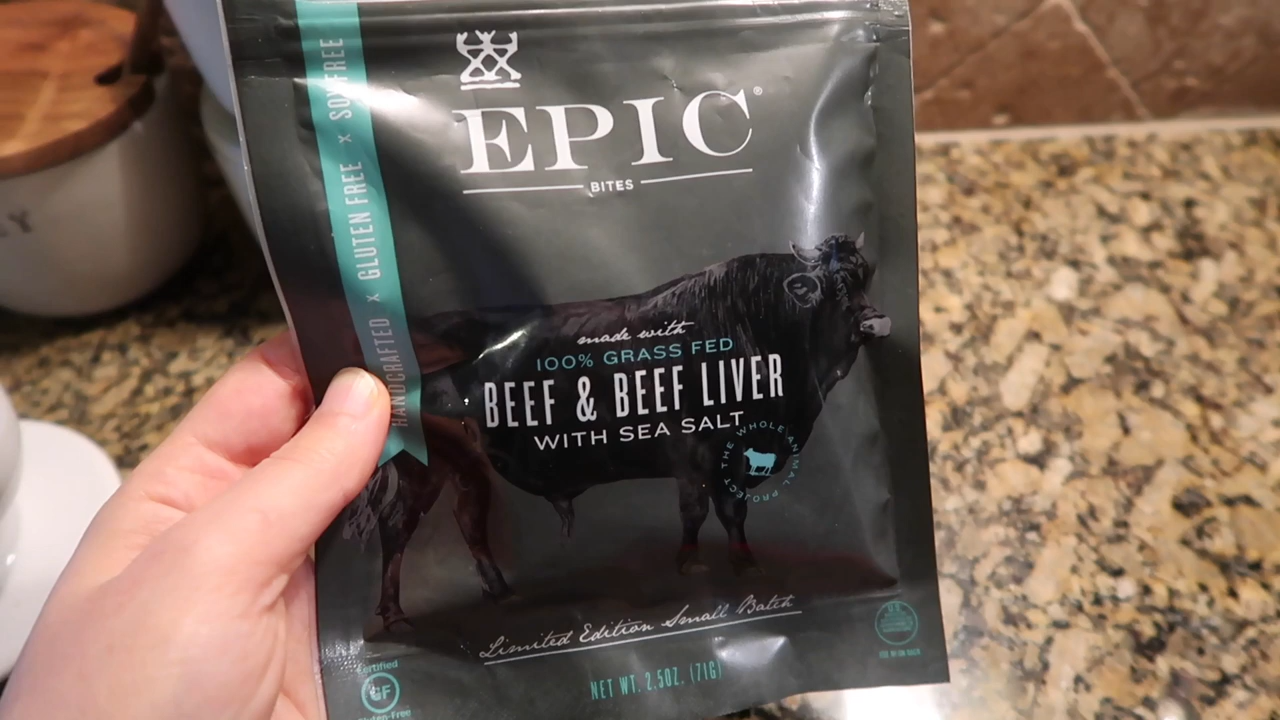 EPIC®
BITES
HANDCRAFTED x GLUTEN FREE x SOY FREE
made with
100% GRASS FED
BEEF & BEEF LIVER
WITH SEA SALT
THE WHOLE ANIMAL PROJECT
Limited Edition Small Batch
NET WT. 2.5OZ. (71G)
Certified
GF
Gluten-Free
EY